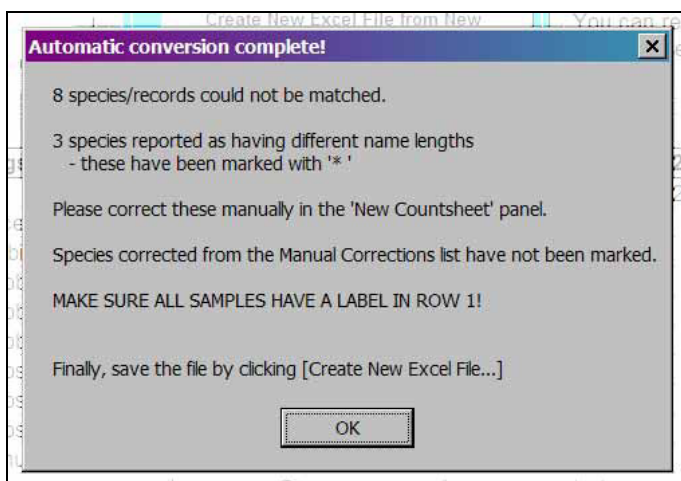 Create New Excel File from New
You can re
Automatic conversion complete!
8 species/records could not be matched.
3 species reported as having different name lengths
- these have been marked with '* '
Please correct these manually in the 'New Countsheet' panel.
Species corrected from the Manual Corrections list have not been marked.
MAKE SURE ALL SAMPLES HAVE A LABEL IN ROW 1!
Finally, save the file by clicking [Create New Excel File...]
OK